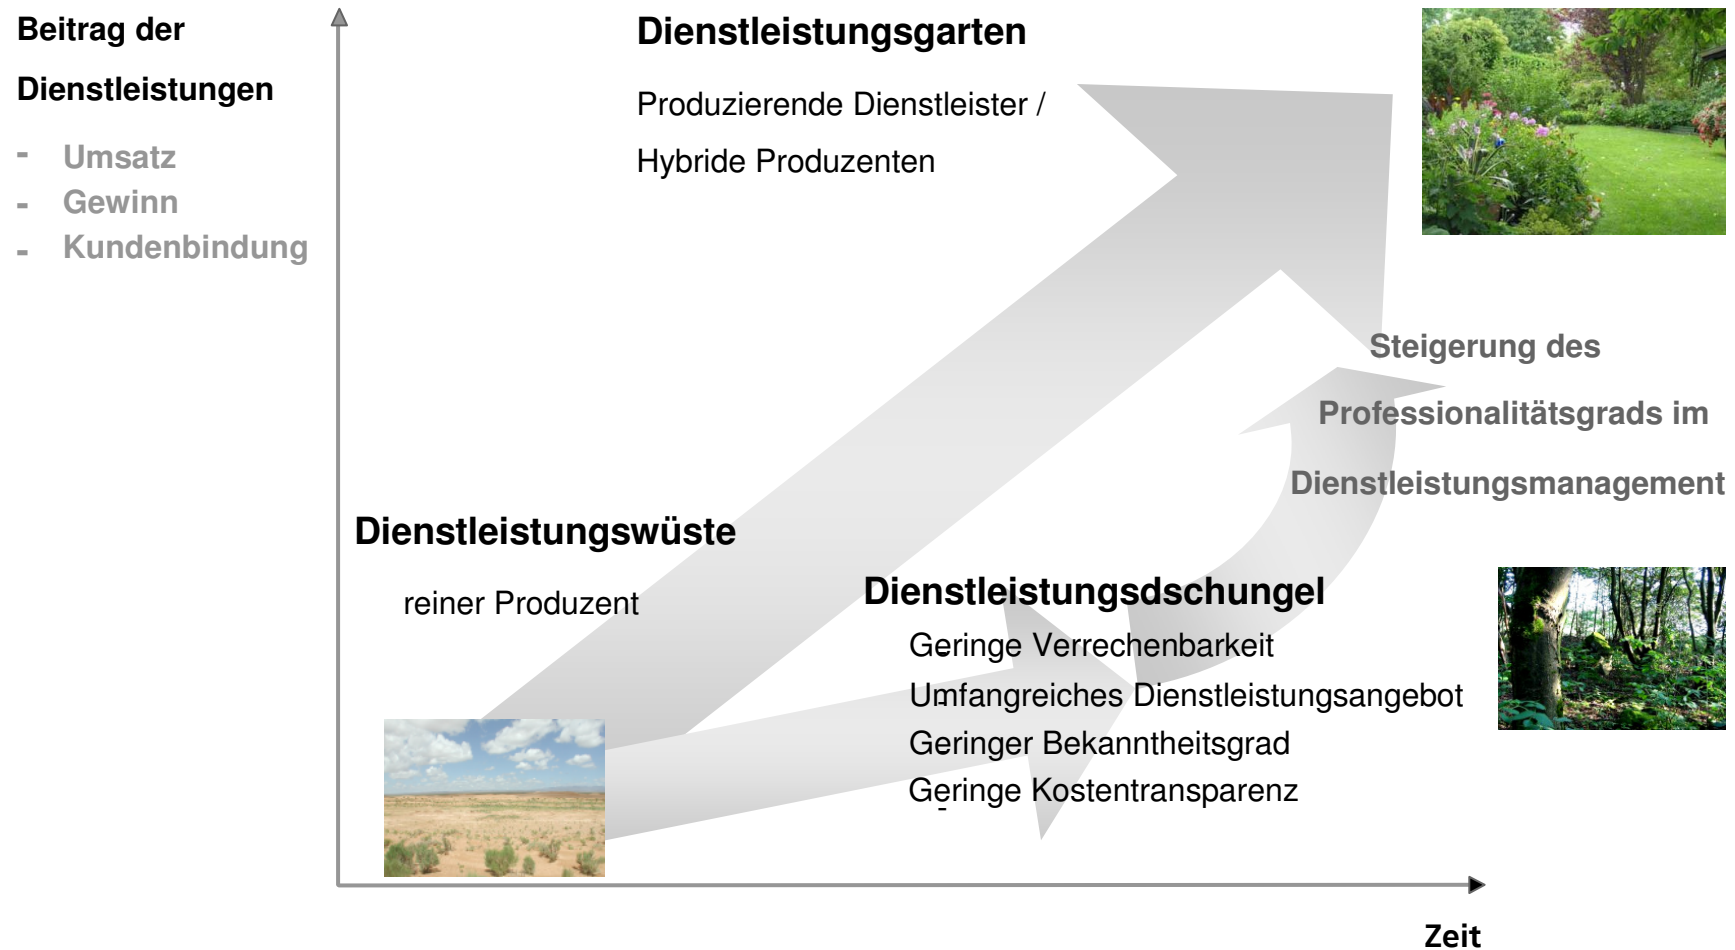 Beitrag der
Dienstleistungen
- Umsatz
- Gewinn
- Kundenbindung
Dienstleistungsgarten
Produzierende Dienstleister /
Hybride Produzenten
Steigerung des
Professionalitätsgrads im
Dienstleistungsmanagement
Dienstleistungswüste
reiner Produzent
Dienstleistungsdschungel
- Geringe Verrechenbarkeit
- Umfangreiches Dienstleistungsangebot
- Geringer Bekanntheitsgrad
- Geringe Kostentransparenz
Zeit